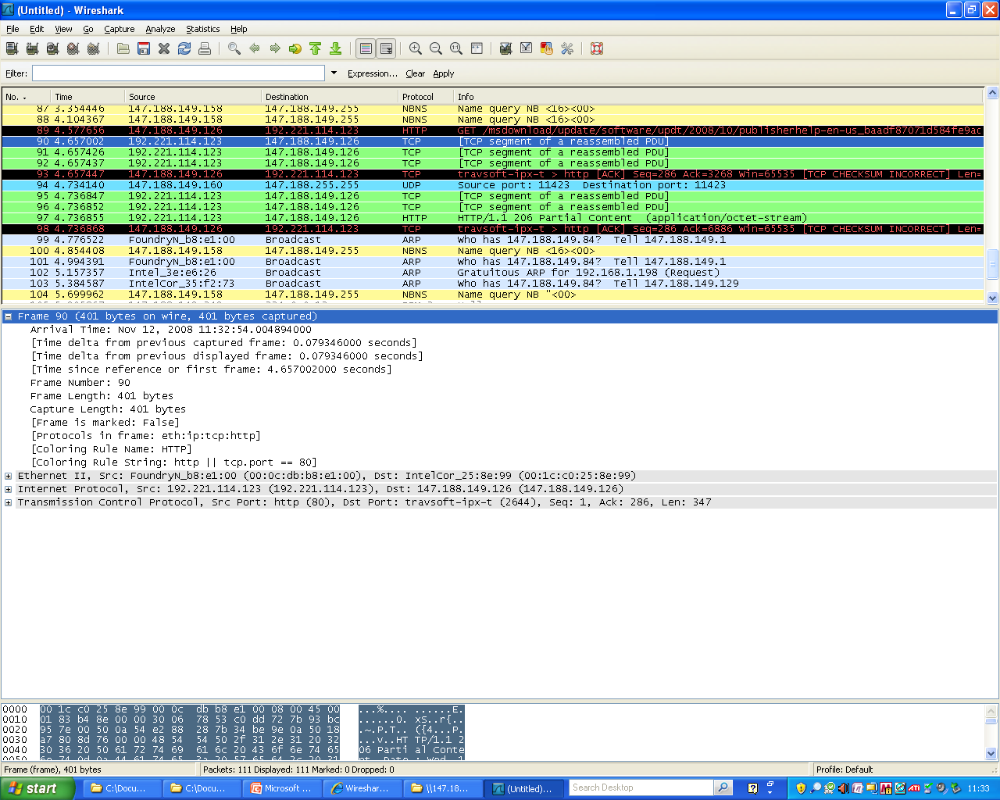 (Untitled) - Wireshark
File Edit View Go Capture Analyze Statistics Help
Filter: Expression... Clear Apply
No. . Time Source Destination Protocol Info
87 3.354446 147.188.149.158 147.188.149.255 NBNS Name query NB <16><00>
88 4.104367 147.188.149.158 147.188.149.255 NBNS Name query NB <16><00>
89 4.577656 147.188.149.126 192.221.114.123 HTTP GET /msdownload/update/software/updt/2008/10/publisherhelp-en-us_baadf87071d584fe9ac
90 4.657002 192.221.114.123 147.188.149.126 TCP [TCP segment of a reassembled PDU]
91 4.657426 192.221.114.123 147.188.149.126 TCP [TCP segment of a reassembled PDU]
92 4.657437 192.221.114.123 147.188.149.126 TCP [TCP segment of a reassembled PDU]
93 4.657447 147.188.149.126 192.221.114.123 TCP travsoft-ipx-t > http [ACK] Seq=286 Ack=3268 Win=65535 [TCP CHECKSUM INCORRECT] Len=
94 4.734140 147.188.149.160 147.188.255.255 UDP Source port: 11423 Destination port: 11423
95 4.736847 192.221.114.123 147.188.149.126 TCP [TCP segment of a reassembled PDU]
96 4.736852 192.221.114.123 147.188.149.126 TCP [TCP segment of a reassembled PDU]
97 4.736855 192.221.114.123 147.188.149.126 HTTP HTTP/1.1 206 Partial Content (application/octet-stream)
98 4.736868 147.188.149.126 192.221.114.123 TCP travsoft-ipx-t > http [ACK] Seq=286 Ack=6886 Win=65535 [TCP CHECKSUM INCORRECT] Len=
99 4.776522 FoundryN_b8:e1:00 Broadcast ARP Who has 147.188.149.84? Tell 147.188.149.1
100 4.854408 147.188.149.158 147.188.149.255 NBNS Name query NB <16><00>
101 4.994391 FoundryN_b8:e1:00 Broadcast ARP Who has 147.188.149.84? Tell 147.188.149.1
102 5.157357 Intel_3e:e6:26 Broadcast ARP Gratuitous ARP for 192.168.1.198 (Request)
103 5.384587 IntelCor_35:f2:73 Broadcast ARP Who has 147.188.149.84? Tell 147.188.149.129
104 5.699962 147.188.149.158 147.188.149.255 NBNS Name query NB "<00>
Frame 90 (401 bytes on wire, 401 bytes captured)
Arrival Time: Nov 12, 2008 11:32:54.004894000
[Time delta from previous captured frame: 0.079346000 seconds]
[Time delta from previous displayed frame: 0.079346000 seconds]
[Time since reference or first frame: 4.657002000 seconds]
Frame Number: 90
Frame Length: 401 bytes
Capture Length: 401 bytes
[Frame is marked: False]
[Protocols in frame: eth:ip:tcp:http]
[Coloring Rule Name: HTTP]
[Coloring Rule String: http || tcp.port == 80]
Ethernet II, Src: FoundryN_b8:e1:00 (00:0c:db:b8:e1:00), Dst: IntelCor_25:8e:99 (00:1c:c0:25:8e:99)
Internet Protocol, Src: 192.221.114.123 (192.221.114.123), Dst: 147.188.149.126 (147.188.149.126)
Transmission Control Protocol, Src Port: http (80), Dst Port: travsoft-ipx-t (2644), Seq: 1, Ack: 286, Len: 347
0000 00 1c c0 25 8e 99 00 0c db b8 e1 00 08 00 45 00 ...%.... ......E.
0010 01 83 b4 8e 00 00 30 06 78 53 c0 dd 72 7b 93 bc ......0. xS..r{..
0020 95 7e 00 50 0a 54 e2 88 28 7b 34 be 9e 0a 50 18 .~.P.T.. ({4...P.
0030 a7 80 8d 76 00 00 48 54 54 50 2f 31 2e 31 20 32 ...v..HT TP/1.1 2
0040 30 36 20 50 61 72 74 69 61 6c 20 43 6f 6e 74 65 06 Parti al Conte
0050 6e 74 0d 0a 44 61 74 65 3a 20 57 65 64 2c 20 31 nt..Date : Wed, 1
Frame (frame), 401 bytes Packets: 111 Displayed: 111 Marked: 0 Dropped: 0 Profile: Default
start C:\Docu... C:\Docu... Microsoft ... Wireshar... \\147.18... (Untitled)... Search Desktop 11:33